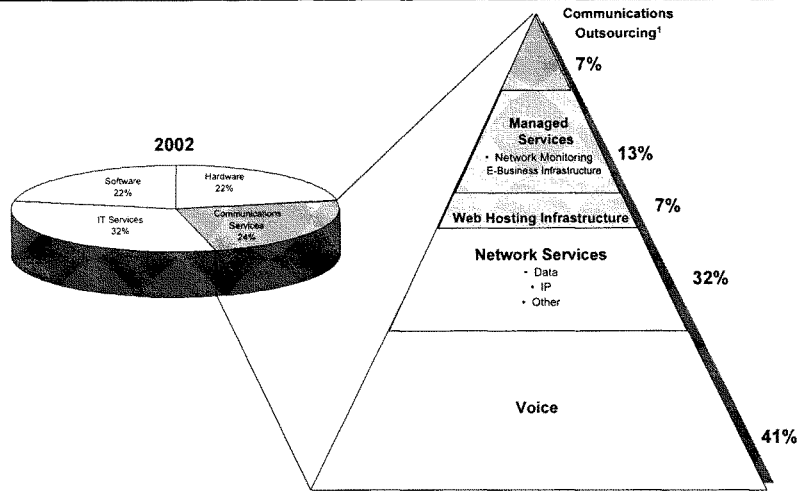 2002
Software
22%
Hardware
22%
IT Services
32%
Communications
Services
24%
Communications
Outsourcing¹
7%
Managed
Services
• Network Monitoring
E-Business Infrastructure
13%
Web Hosting Infrastructure
7%
Network Services
• Data
• IP
• Other
32%
Voice
41%